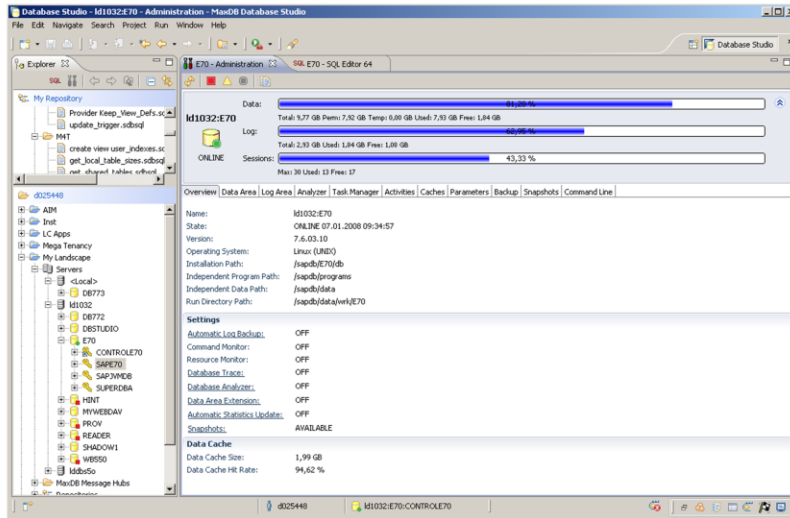 Database Studio - ld1032:E70 - Administration - MaxDB Database Studio
File Edit Navigate Search Project Run Window Help
Database Studio
Explorer
E70 - Administration
SQL E70 - SQL Editor 64
SQL
My Repository
Provider Keep_View_Defs.sc
update_trigger.sdbsql
M4T
create view user_indexes.sc
get_local_table_sizes.sdbsql
get_shared_tables.sdbsql
d025448
AIM
Inst
LC Apps
Mega Tenancy
My Landscape
Servers
<Local>
DB773
ld1032
DB772
DBSTUDIO
E70
CONTROLE70
SAPE70
SAPJVMDB
SUPERDBA
HINT
MYWEBDAV
PROV
READER
SHADOW1
WB550
lddbs5o
MaxDB Message Hubs
Repositories
ld1032:E70
ONLINE
Data:
81,20 %
Total: 9,77 GB Perm: 7,92 GB Temp: 0,00 GB Used: 7,93 GB Free: 1,84 GB
Log:
62,95 %
Total: 2,93 GB Used: 1,84 GB Free: 1,08 GB
Sessions:
43,33 %
Max: 30 Used: 13 Free: 17
Overview Data Area Log Area Analyzer Task Manager Activities Caches Parameters Backup Snapshots Command Line
Name: ld1032:E70
State: ONLINE 07.01.2008 09:34:57
Version: 7.6.03.10
Operating System: Linux (UNIX)
Installation Path: /sapdb/E70/db
Independent Program Path: /sapdb/programs
Independent Data Path: /sapdb/data
Run Directory Path: /sapdb/data/wrk/E70
Settings
Automatic Log Backup: OFF
Command Monitor: OFF
Resource Monitor: OFF
Database Trace: OFF
Database Analyzer: OFF
Data Area Extension: OFF
Automatic Statistics Update: OFF
Snapshots: AVAILABLE
Data Cache
Data Cache Size: 1,99 GB
Data Cache Hit Rate: 94,62 %
d025448
ld1032:E70:CONTROLE70